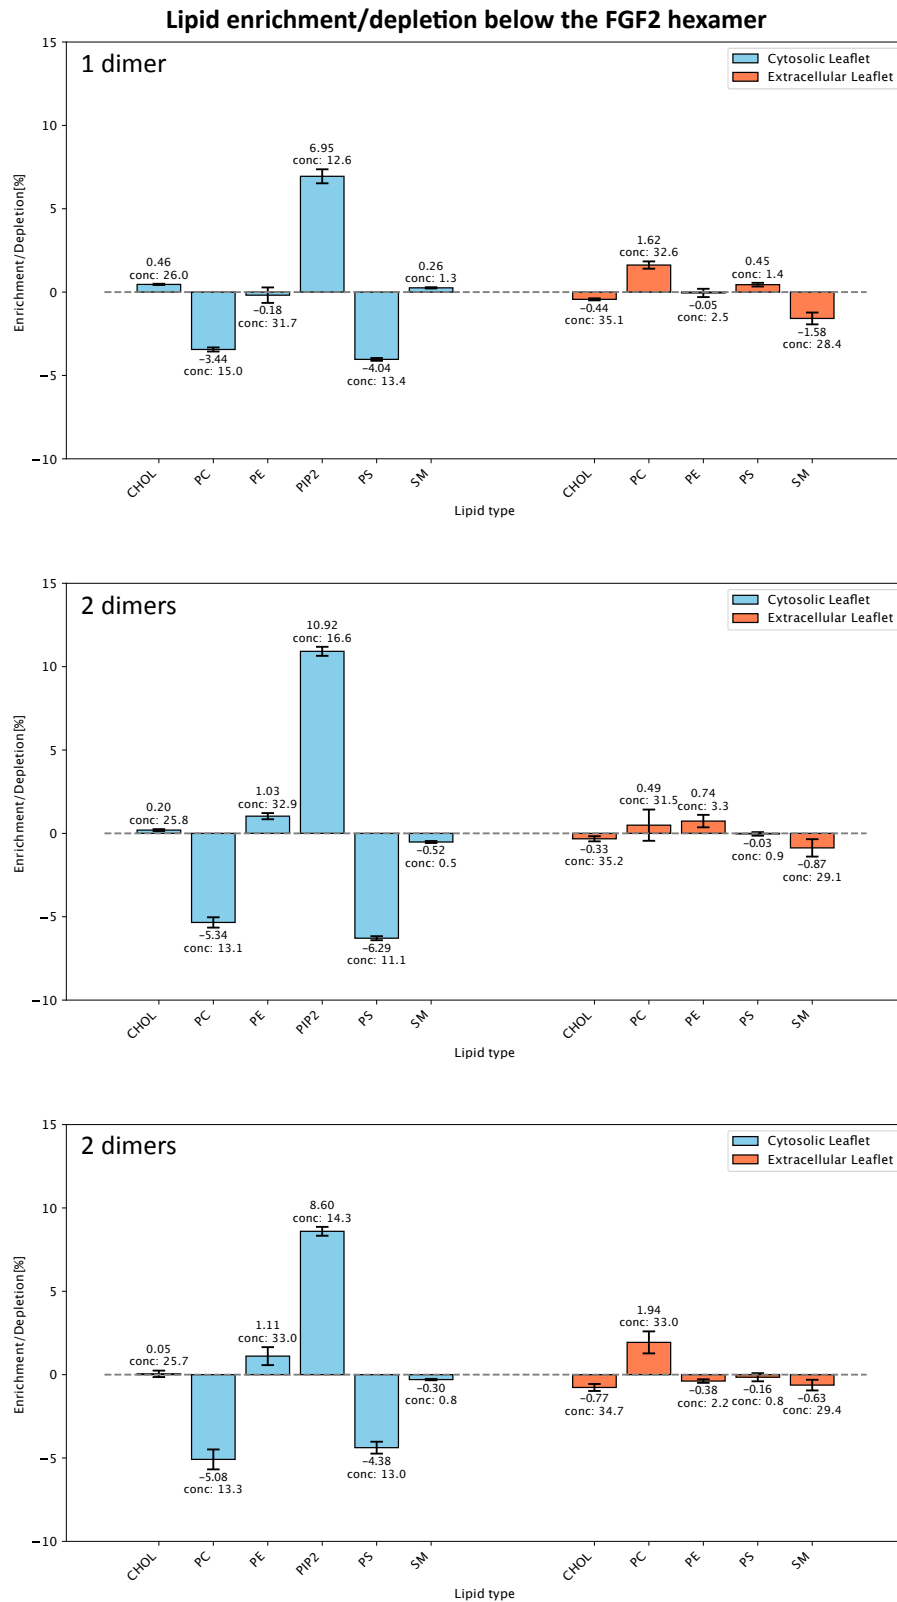 Lipid enrichment/depletion below the FGF2 hexamer
1 dimer
Cytosolic Leaflet
Extracellular Leaflet
Enrichment/Depletion[%]
15
10
5
0
−5
−10
0.46
conc: 26.0
−3.44
conc: 15.0
−0.18
conc: 31.7
6.95
conc: 12.6
−4.04
conc: 13.4
0.26
conc: 1.3
−0.44
conc: 35.1
1.62
conc: 32.6
−0.05
conc: 2.5
0.45
conc: 1.4
−1.58
conc: 28.4
CHOL
PC
PE
PIP2
PS
SM
CHOL
PC
PE
PS
SM
Lipid type
2 dimers
Cytosolic Leaflet
Extracellular Leaflet
Enrichment/Depletion[%]
15
10
5
0
−5
−10
0.20
conc: 25.8
−5.34
conc: 13.1
1.03
conc: 32.9
10.92
conc: 16.6
−6.29
conc: 11.1
−0.52
conc: 0.5
−0.33
conc: 35.2
0.49
conc: 31.5
0.74
conc: 3.3
−0.03
conc: 0.9
−0.87
conc: 29.1
CHOL
PC
PE
PIP2
PS
SM
CHOL
PC
PE
PS
SM
Lipid type
2 dimers
Cytosolic Leaflet
Extracellular Leaflet
Enrichment/Depletion[%]
15
10
5
0
−5
−10
0.05
conc: 25.7
−5.08
conc: 13.3
1.11
conc: 33.0
8.60
conc: 14.3
−4.38
conc: 13.0
−0.30
conc: 0.8
−0.77
conc: 34.7
1.94
conc: 33.0
−0.38
conc: 2.2
−0.16
conc: 0.8
−0.63
conc: 29.4
CHOL
PC
PE
PIP2
PS
SM
CHOL
PC
PE
PS
SM
Lipid type